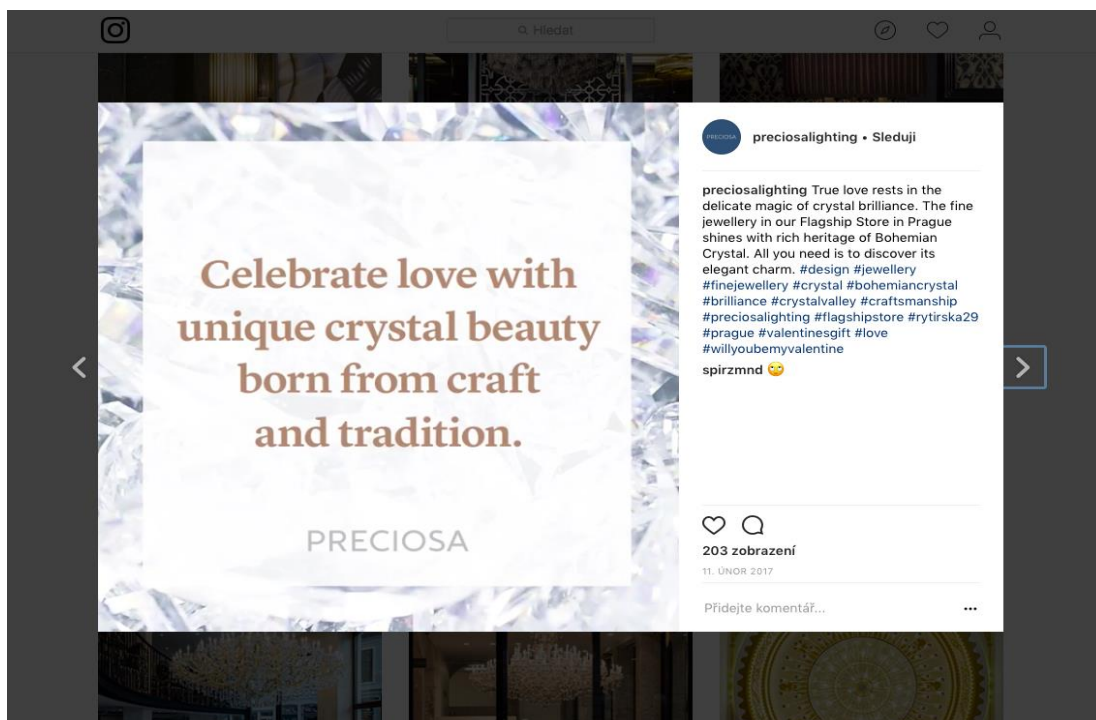 Hledat
Celebrate love with
unique crystal beauty
born from craft
and tradition.
PRECIOSA
PRECIOSA
preciosalighting • Sleduji
preciosalighting True love rests in the
delicate magic of crystal brilliance. The fine
jewellery in our Flagship Store in Prague
shines with rich heritage of Bohemian
Crystal. All you need is to discover its
elegant charm. #design #jewellery
#finejewellery #crystal #bohemiancrystal
#brilliance #crystalvalley #craftsmanship
#preciosalighting #flagshipstore #rytirska29
#prague #valentinesgift #love
#willyoubemyvalentine
spirzmnd 🙄
203 zobrazení
11. ÚNOR 2017
Přidejte komentář...